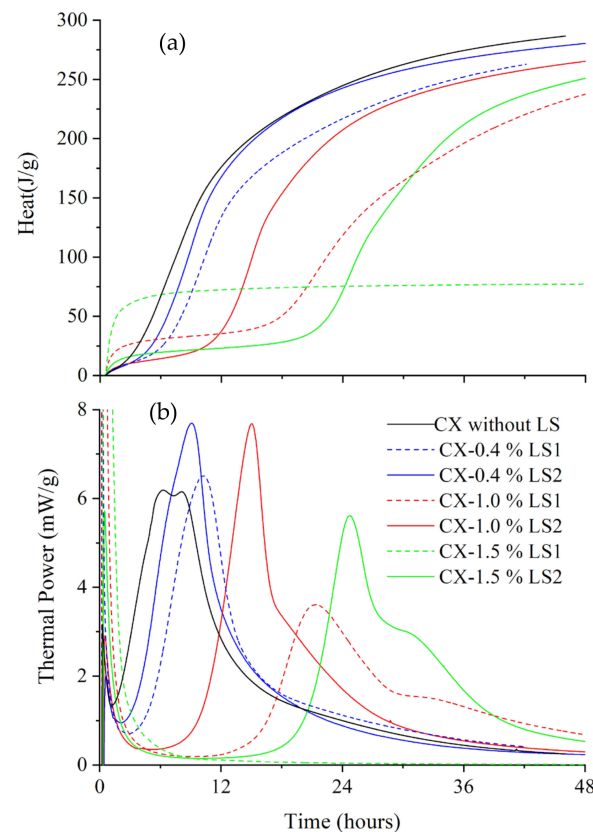 (a)
300
250
200
150
100
50
0
Heat(J/g)
(b)
8
6
4
2
0
Thermal Power (mW/g)
CX without LS
CX-0.4 % LS1
CX-0.4 % LS2
CX-1.0 % LS1
CX-1.0 % LS2
CX-1.5 % LS1
CX-1.5 % LS2
0 12 24 36 48
Time (hours)